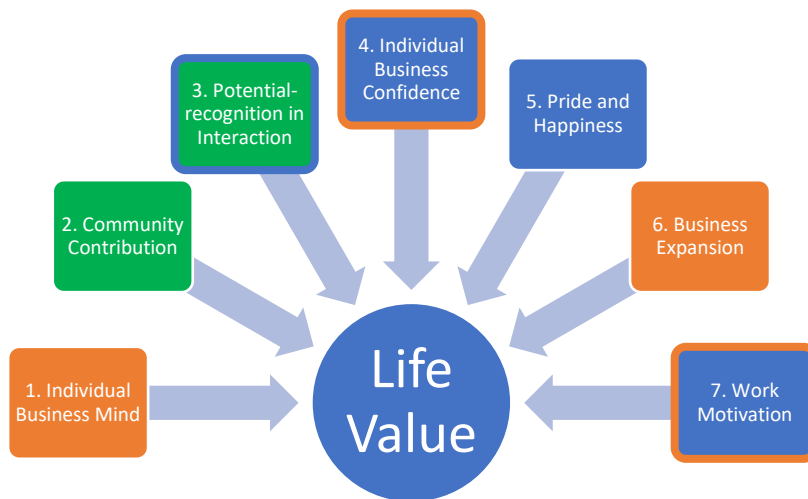 1. Individual
Business Mind
2. Community
Contribution
3. Potential-
recognition in
Interaction
4. Individual
Business
Confidence
5. Pride and
Happiness
6. Business
Expansion
7. Work
Motivation
Life
Value